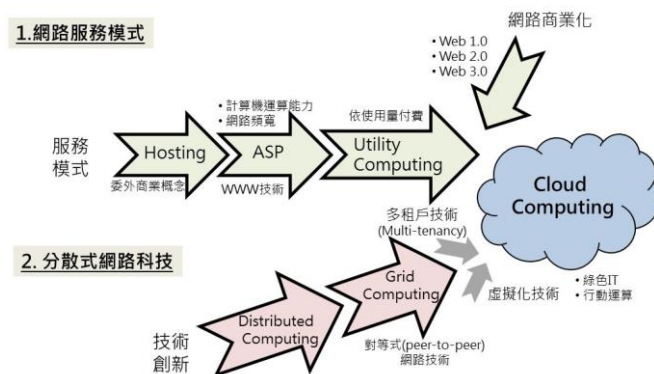 1.網路服務模式
網路商業化
• Web 1.0
• Web 2.0
• Web 3.0
服務
模式
Hosting
委外商業概念
• 計算機運算能力
• 網路頻寬
ASP
WWW技術
依使用量付費
Utility
Computing
Cloud
Computing
多租戶技術
(Multi-tenancy)
虛擬化技術
• 綠色IT
• 行動運算
2. 分散式網路科技
技術
創新
Distributed
Computing
Grid
Computing
對等式(peer-to-peer)
網路技術